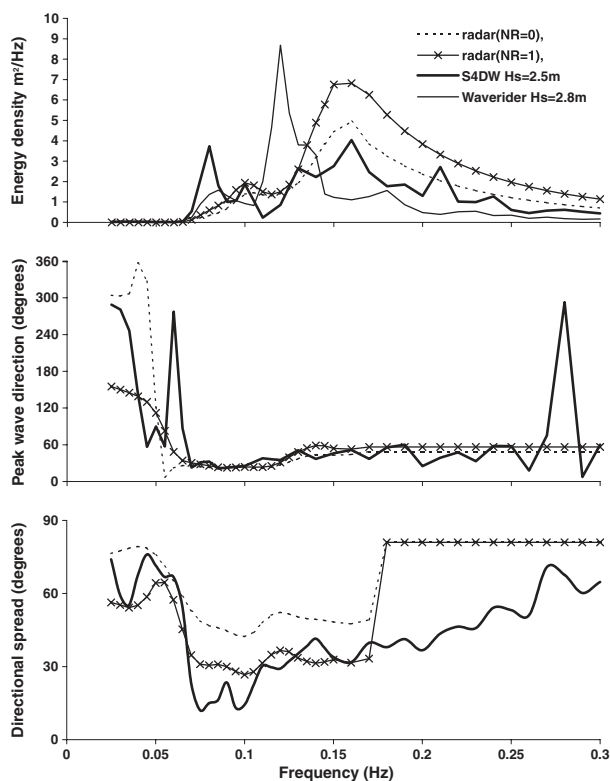 Energy density m²/Hz
10
9
8
7
6
5
4
3
2
1
0
radar(NR=0),
radar(NR=1),
S4DW Hs=2.5m
Waverider Hs=2.8m
Peak wave direction (degrees)
360
300
240
180
120
60
0
Directional spread (degrees)
90
60
30
0
0 0.05 0.1 0.15 0.2 0.25 0.3
Frequency (Hz)